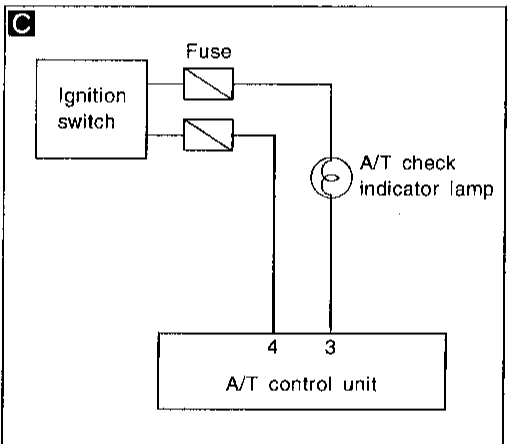 C
Fuse
Ignition
switch
A/T check
indicator lamp
4 3
A/T control unit